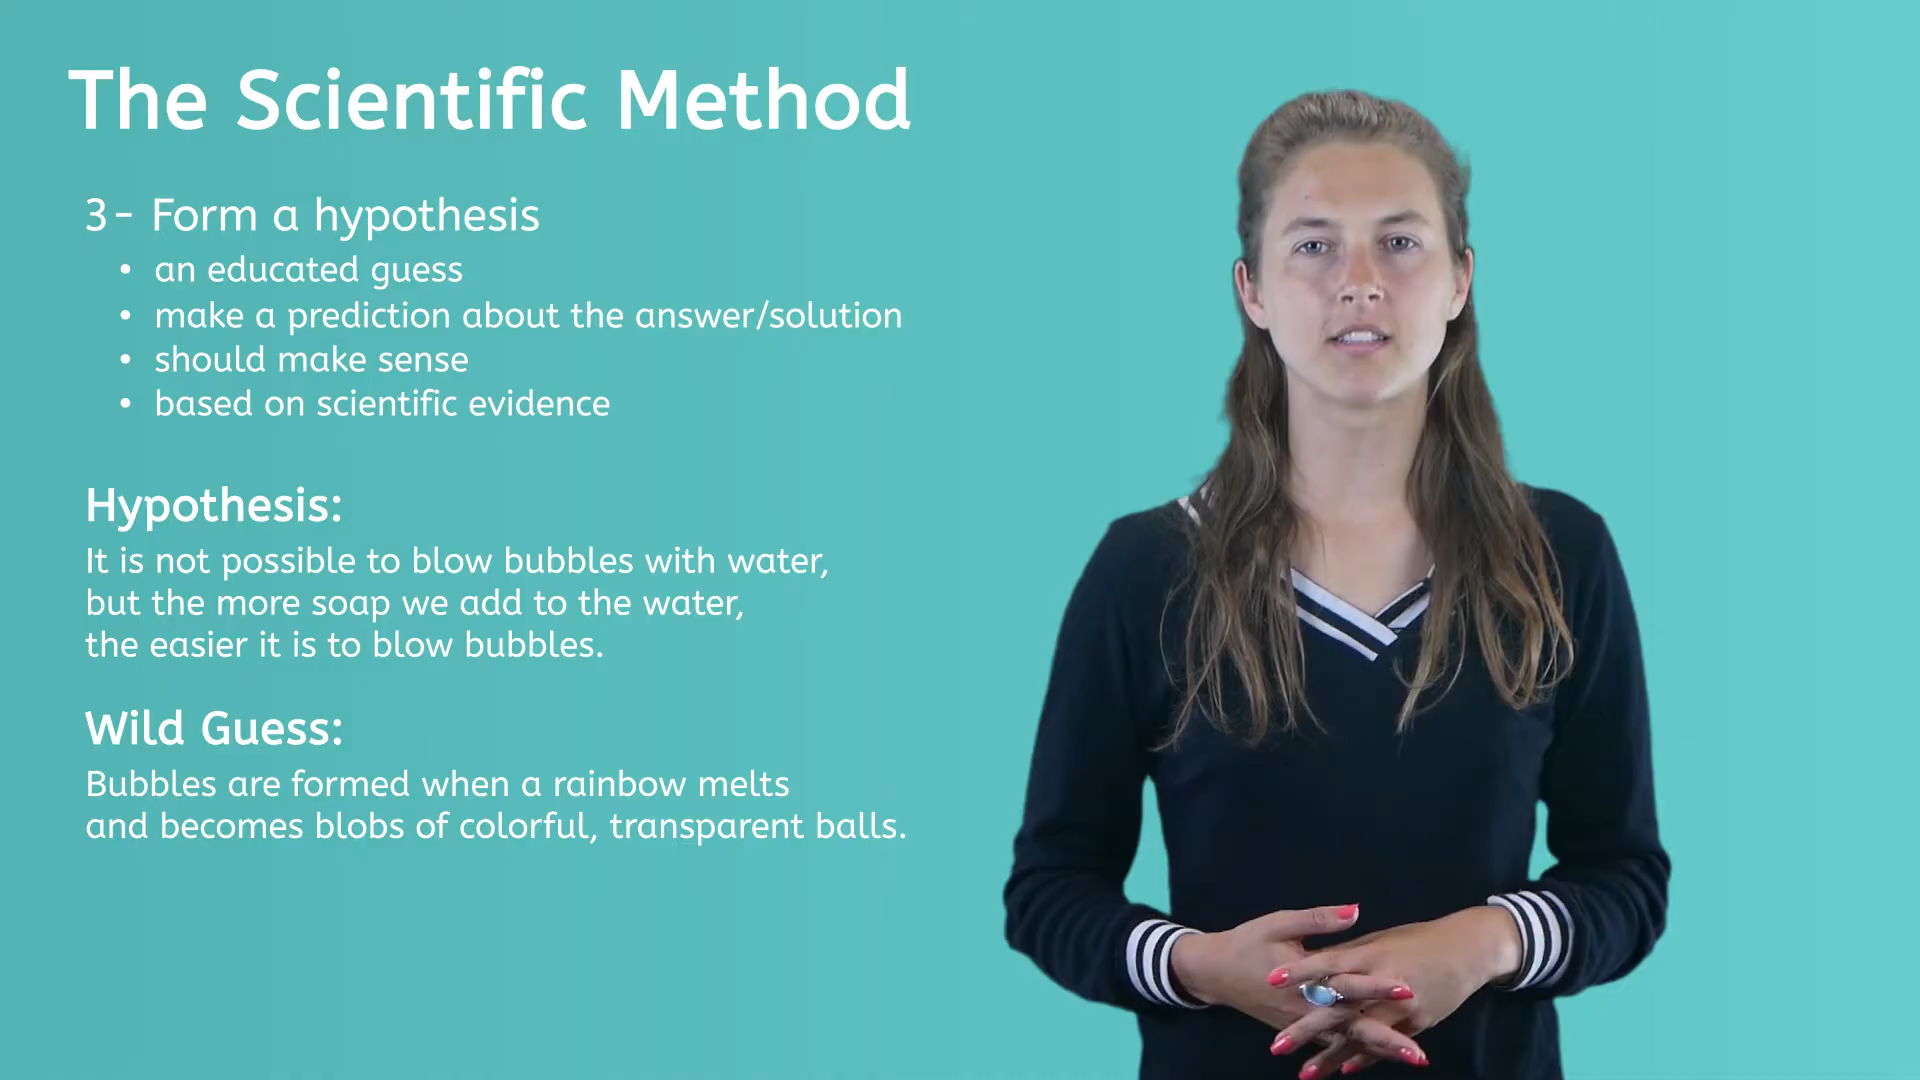 The Scientific Method
3- Form a hypothesis
• an educated guess
• make a prediction about the answer/solution
• should make sense
• based on scientific evidence
Hypothesis:
It is not possible to blow bubbles with water,
but the more soap we add to the water,
the easier it is to blow bubbles.
Wild Guess:
Bubbles are formed when a rainbow melts
and becomes blobs of colorful, transparent balls.